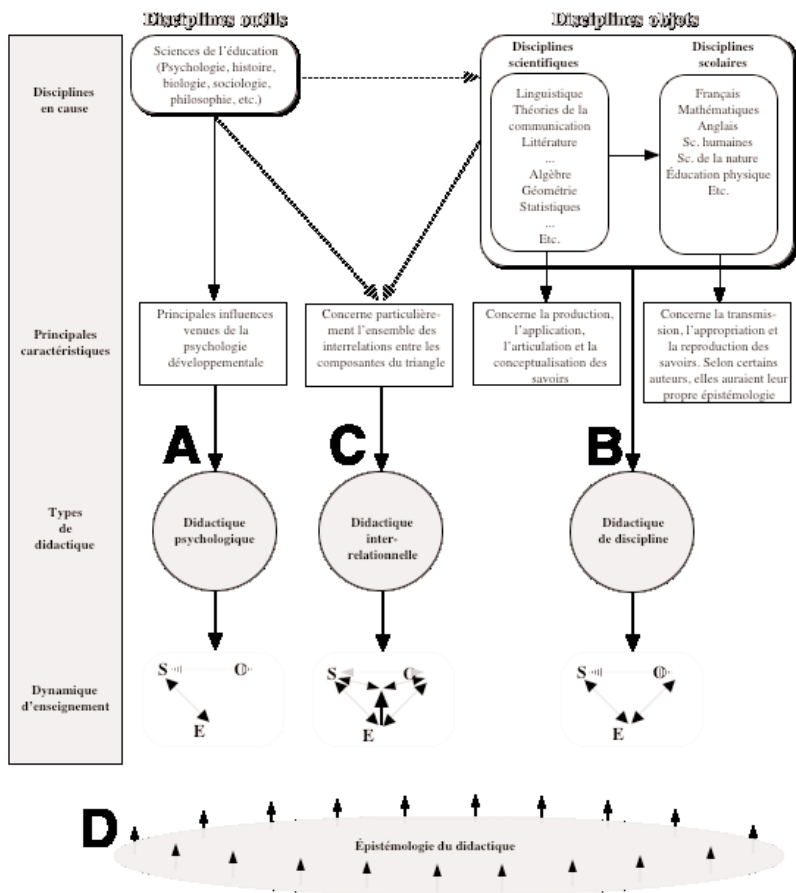 Disciplines outils
Disciplines objets
Disciplines
en cause
Sciences de l'éducation
(Psychologie, histoire,
biologie, sociologie,
philosophie, etc.)
Disciplines
scientifiques
Linguistique
Théories de la
communication
Littérature
...
Algèbre
Géométrie
Statistiques
...
Etc.
Disciplines
scolaires
Français
Mathématiques
Anglais
Sc. humaines
Sc. de la nature
Éducation physique
Etc.
Principales
caractéristiques
Principales influences
venues de la
psychologie
développementale
Concerne particulière-
ment l'ensemble des
interrelations entre les
composantes du triangle
Concerne la production,
l'application,
l'articulation et la
conceptualisation des
savoirs
Concerne la transmis-
sion, l'appropriation et
la reproduction des
savoirs. Selon certains
auteurs, elles auraient leur
propre épistémologie
A
C
B
Types
de
didactique
Didactique
psychologique
Didactique
inter-
relationnelle
Didactique
de discipline
Dynamique
d'enseignement
S O
E
S O
E
S O
E
D
Épistémologie du didactique